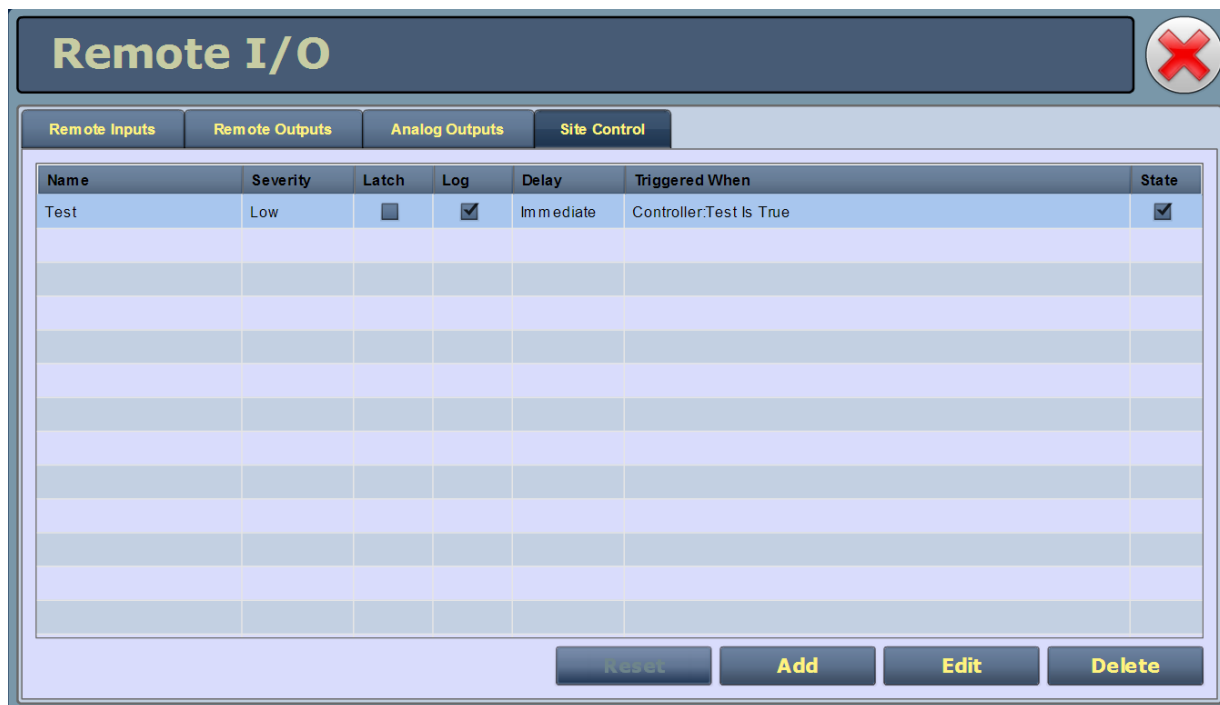 Remote I/O
Remote Inputs Remote Outputs Analog Outputs Site Control
Name Severity Latch Log Delay Triggered When State
Test Low Immediate Controller:Test Is True
Reset Add Edit Delete